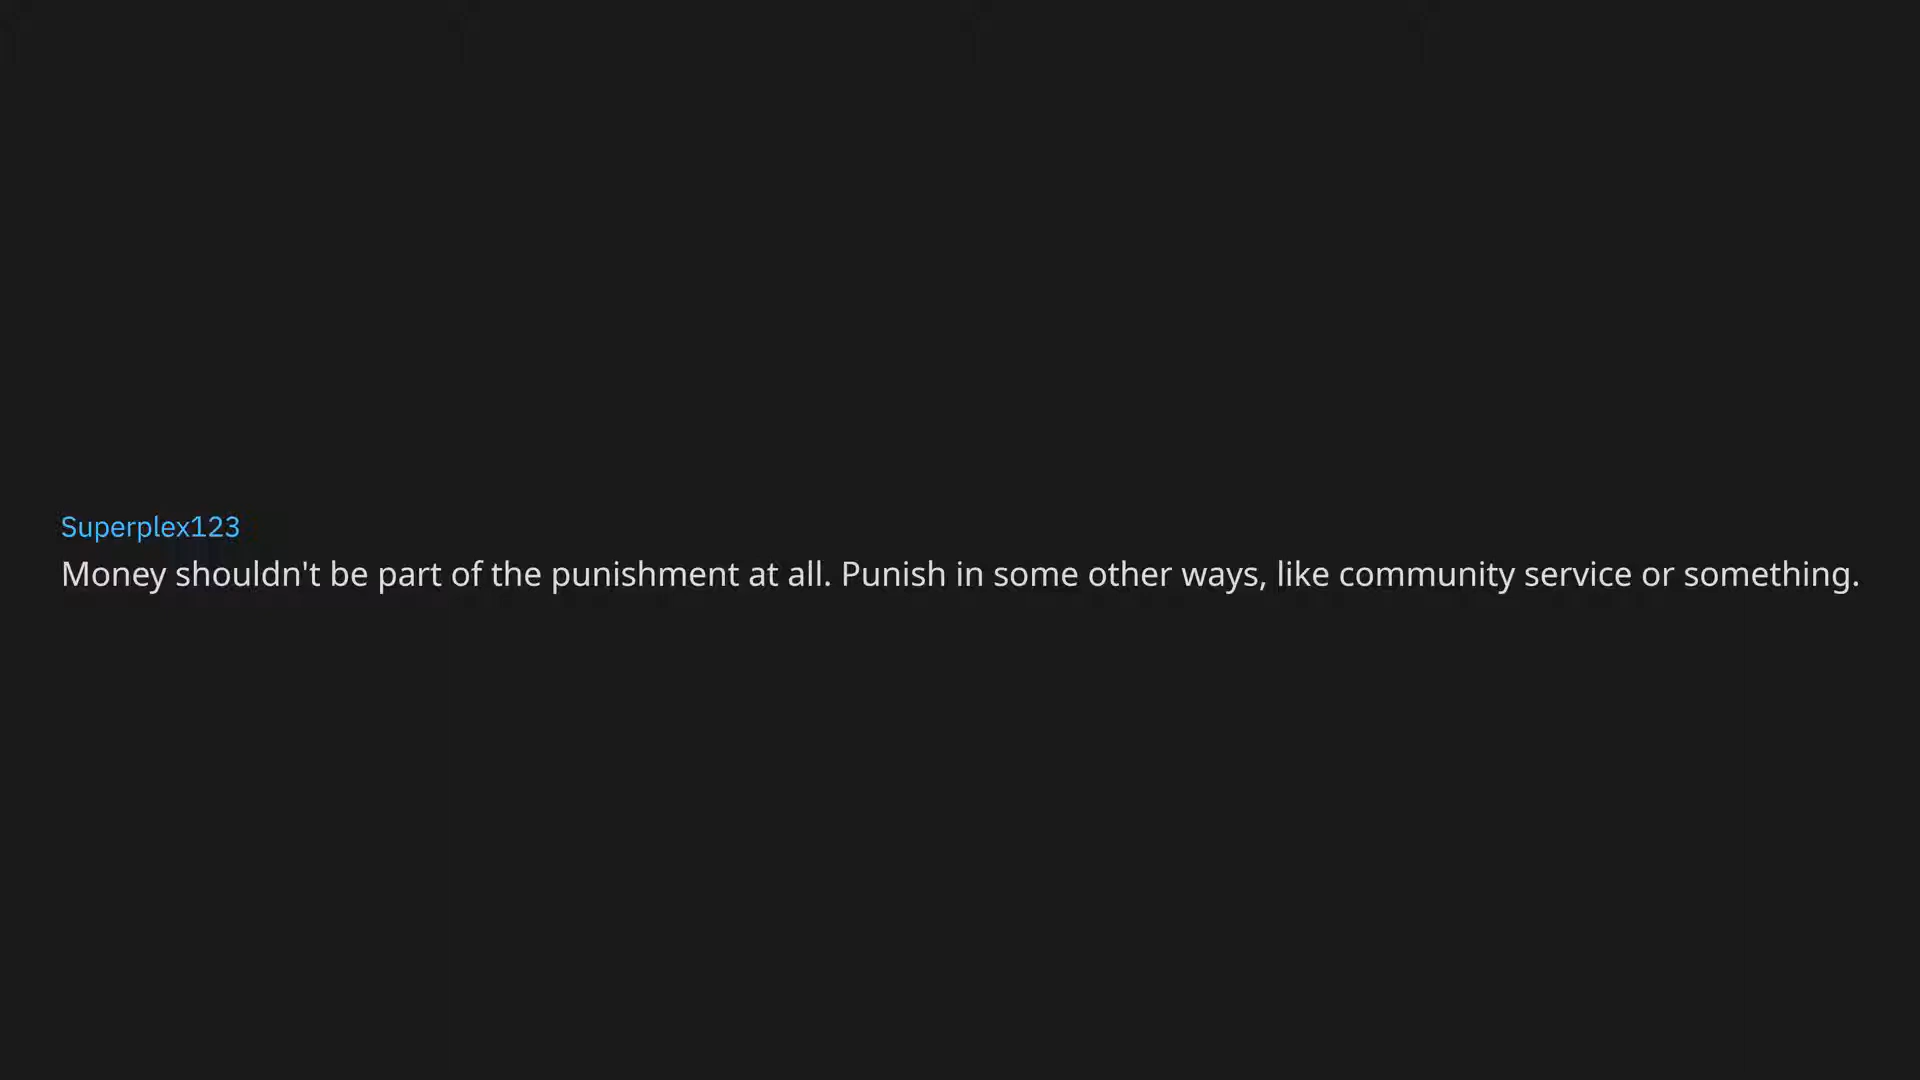 Superplex123
Money shouldn't be part of the punishment at all. Punish in some other ways, like community service or something.